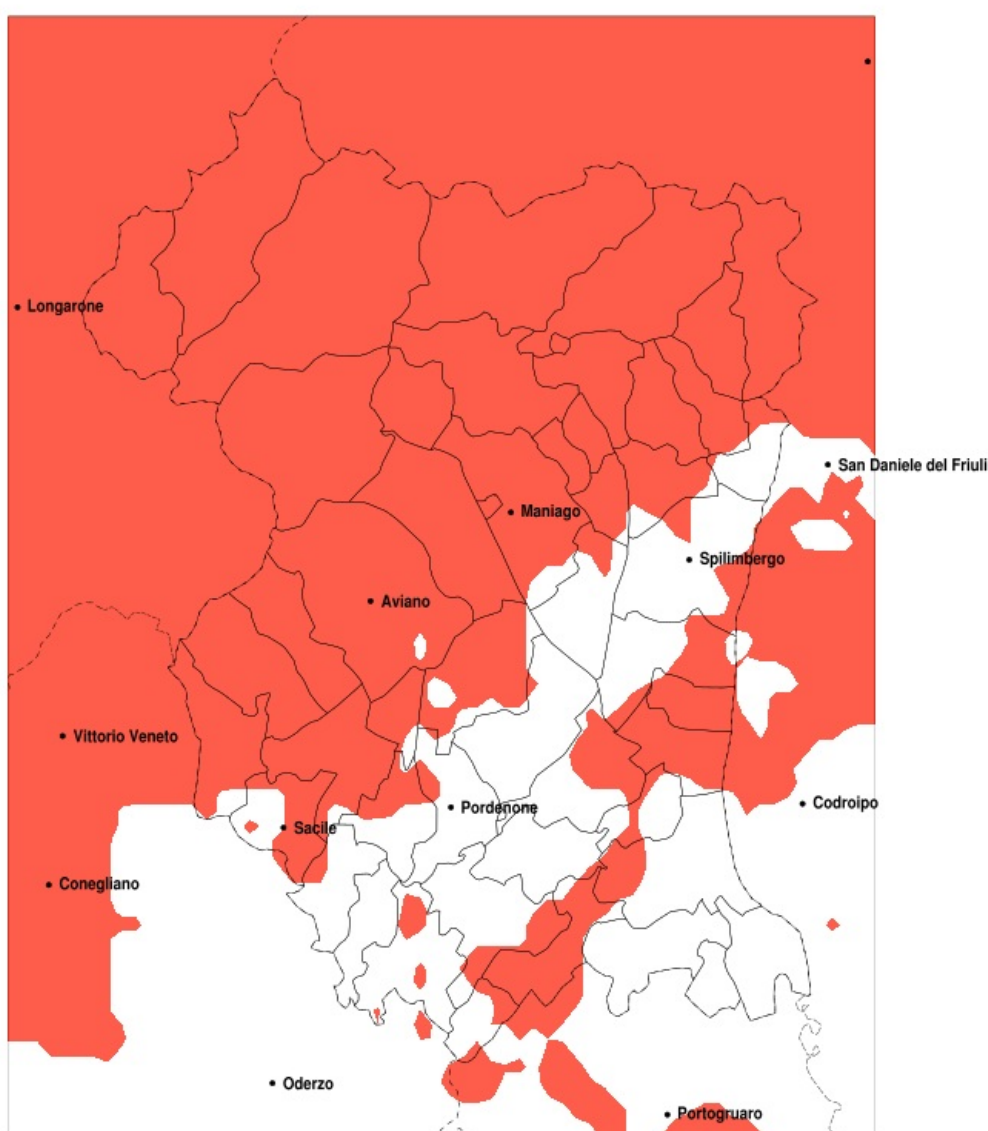 Longarone
San Daniele del Friuli
Maniago
Spilimbergo
Aviano
Vittorio Veneto
Codroipo
Pordenone
Sacile
Conegliano
Oderzo
Portogruaro